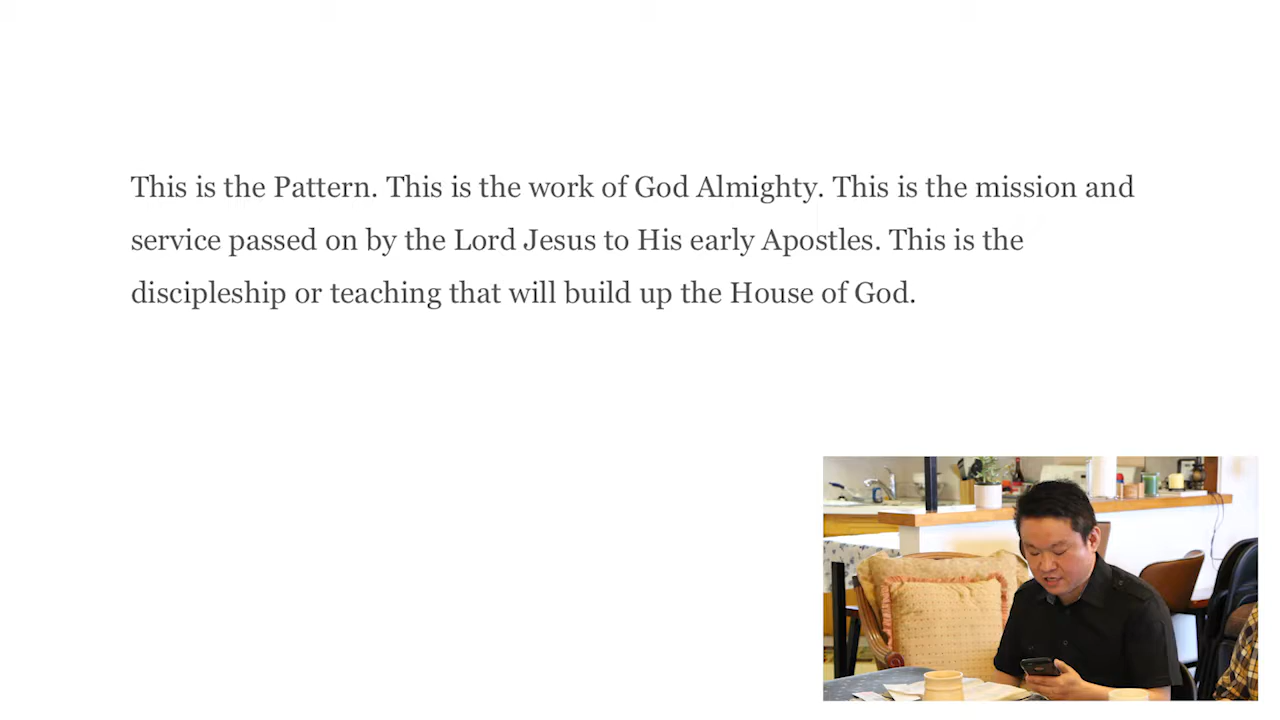 This is the Pattern. This is the work of God Almighty. This is the mission and
service passed on by the Lord Jesus to His early Apostles. This is the
discipleship or teaching that will build up the House of God.